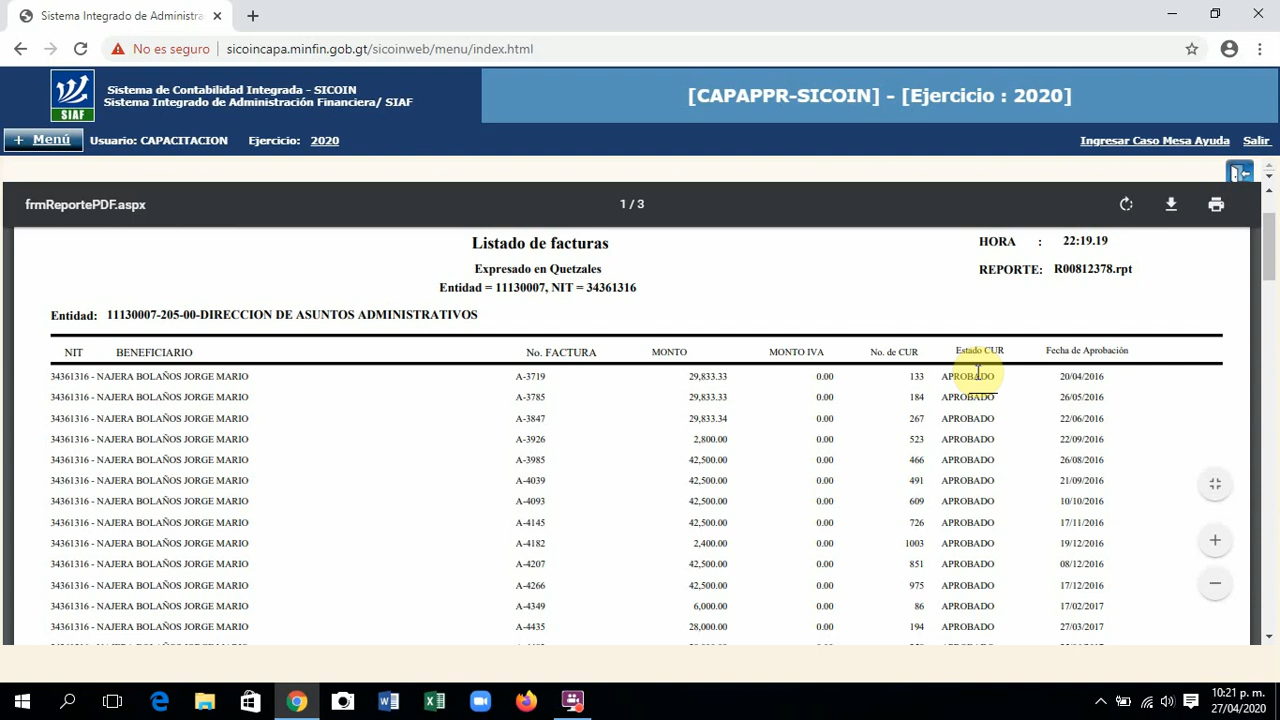 Sistema Integrado de Administra
No es seguro
sicoincapa.minfin.gob.gt/sicoinweb/menu/index.html
SIAF
Sistema de Contabilidad Integrada - SICOIN
Sistema Integrado de Administración Financiera/ SIAF
[CAPAPPR-SICOIN] - [Ejercicio : 2020]
+ Menú Usuario: CAPACITACION Ejercicio: 2020 Ingresar Caso Mesa Ayuda Salir
frmReportePDF.aspx 1 / 3
Listado de facturas HORA : 22:19.19
Expresado en Quetzales REPORTE: R00812378.rpt
Entidad = 11130007, NIT = 34361316
Entidad: 11130007-205-00-DIRECCION DE ASUNTOS ADMINISTRATIVOS
NIT BENEFICIARIO No. FACTURA MONTO MONTO IVA No. de CUR Estado CUR Fecha de Aprobación
34361316 - NAJERA BOLAÑOS JORGE MARIO A-3719 29,833.33 0.00 133 APROBADO 20/04/2016
34361316 - NAJERA BOLAÑOS JORGE MARIO A-3785 29,833.33 0.00 184 APROBADO 26/05/2016
34361316 - NAJERA BOLAÑOS JORGE MARIO A-3847 29,833.34 0.00 267 APROBADO 22/06/2016
34361316 - NAJERA BOLAÑOS JORGE MARIO A-3926 2,800.00 0.00 523 APROBADO 22/09/2016
34361316 - NAJERA BOLAÑOS JORGE MARIO A-3985 42,500.00 0.00 466 APROBADO 26/08/2016
34361316 - NAJERA BOLAÑOS JORGE MARIO A-4039 42,500.00 0.00 491 APROBADO 21/09/2016
34361316 - NAJERA BOLAÑOS JORGE MARIO A-4093 42,500.00 0.00 609 APROBADO 10/10/2016
34361316 - NAJERA BOLAÑOS JORGE MARIO A-4145 42,500.00 0.00 726 APROBADO 17/11/2016
34361316 - NAJERA BOLAÑOS JORGE MARIO A-4182 2,400.00 0.00 1003 APROBADO 19/12/2016
34361316 - NAJERA BOLAÑOS JORGE MARIO A-4207 42,500.00 0.00 851 APROBADO 08/12/2016
34361316 - NAJERA BOLAÑOS JORGE MARIO A-4266 42,500.00 0.00 975 APROBADO 17/12/2016
34361316 - NAJERA BOLAÑOS JORGE MARIO A-4349 6,000.00 0.00 86 APROBADO 17/02/2017
34361316 - NAJERA BOLAÑOS JORGE MARIO A-4435 28,000.00 0.00 194 APROBADO 27/03/2017
10:21 p. m.
27/04/2020